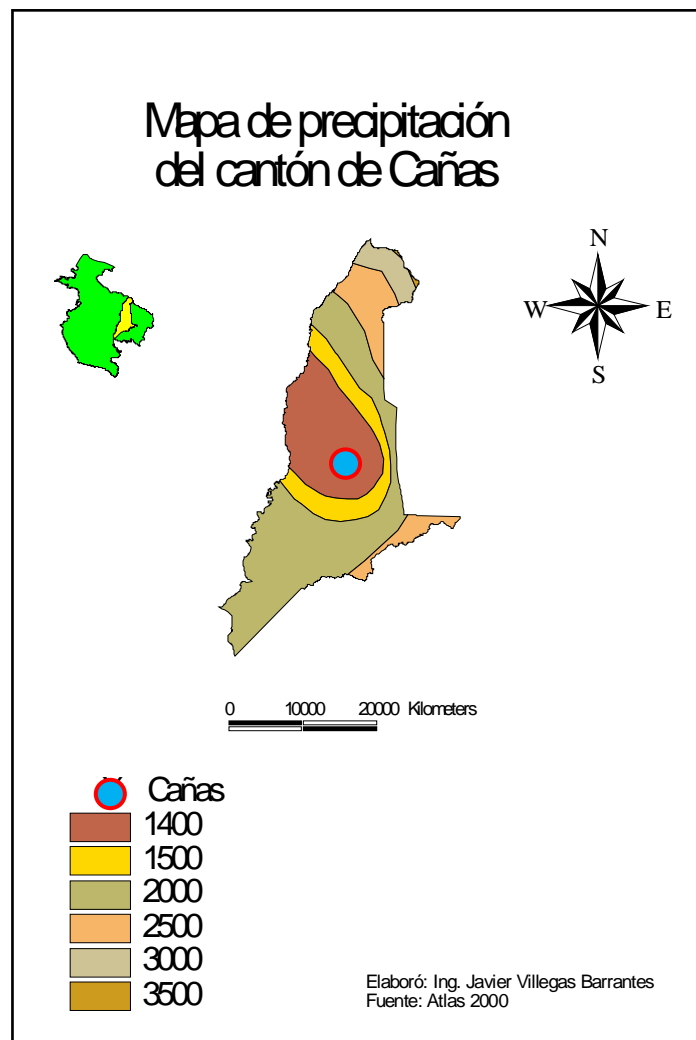 Mapa de precipitación
del cantón de Cañas
N
W
E
S
0 10000 20000 Kilometers
Cañas
1400
1500
2000
2500
3000
3500
Elaboró: Ing. Javier Villegas Barrantes
Fuente: Atlas 2000